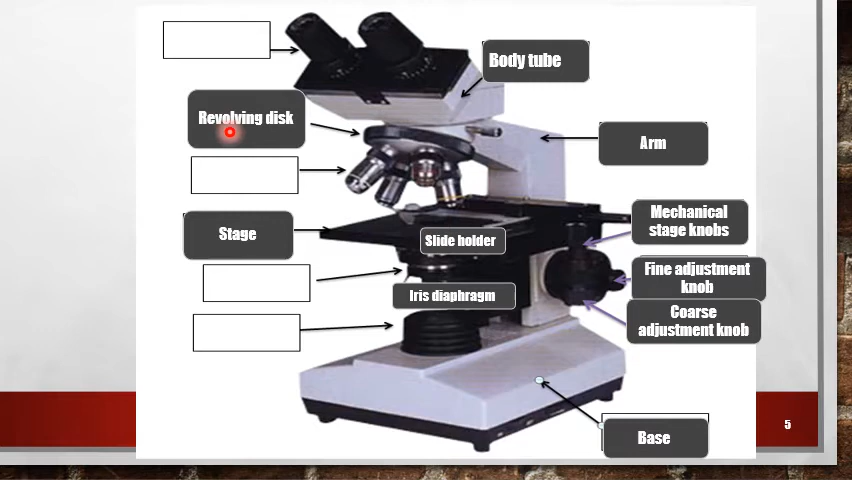 Body tube
Revolving disk
Arm
Mechanical
stage knobs
Stage
Slide holder
Fine adjustment
knob
Iris diaphragm
Coarse
adjustment knob
Base
5